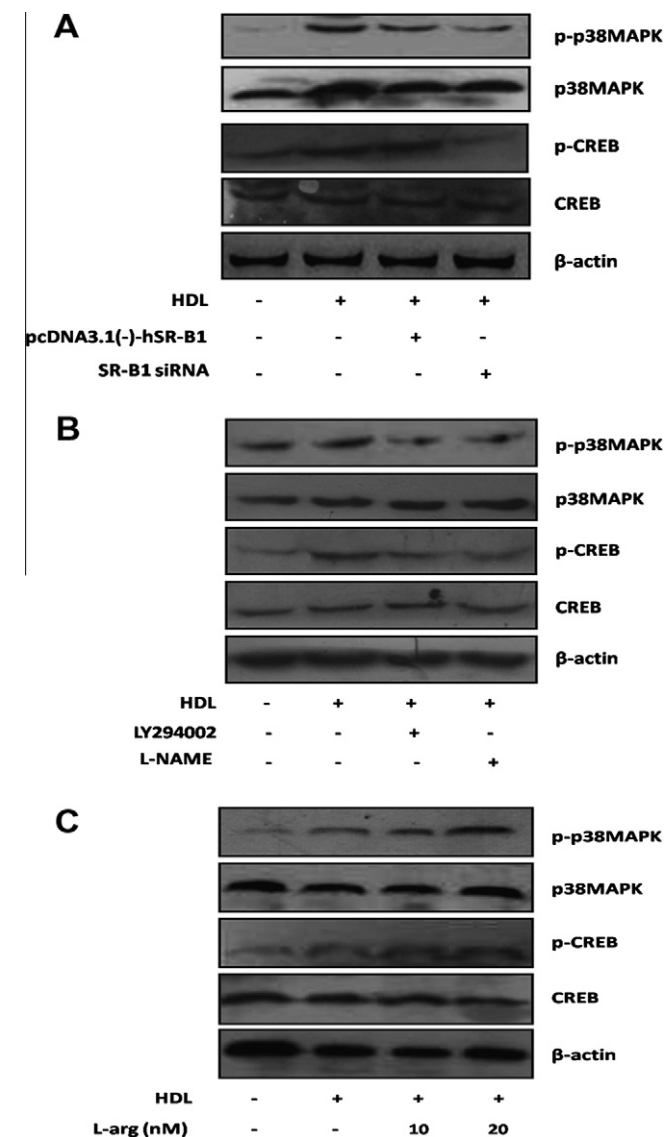 A
p-p38MAPK
p38MAPK
p-CREB
CREB
β-actin
HDL - + + +
pcDNA3.1(-)-hSR-B1 - - + -
SR-B1 siRNA - - - +
B
p-p38MAPK
p38MAPK
p-CREB
CREB
β-actin
HDL - + + +
LY294002 - - + -
L-NAME - - - +
C
p-p38MAPK
p38MAPK
p-CREB
CREB
β-actin
HDL - + + +
L-arg (nM) - - 10 20